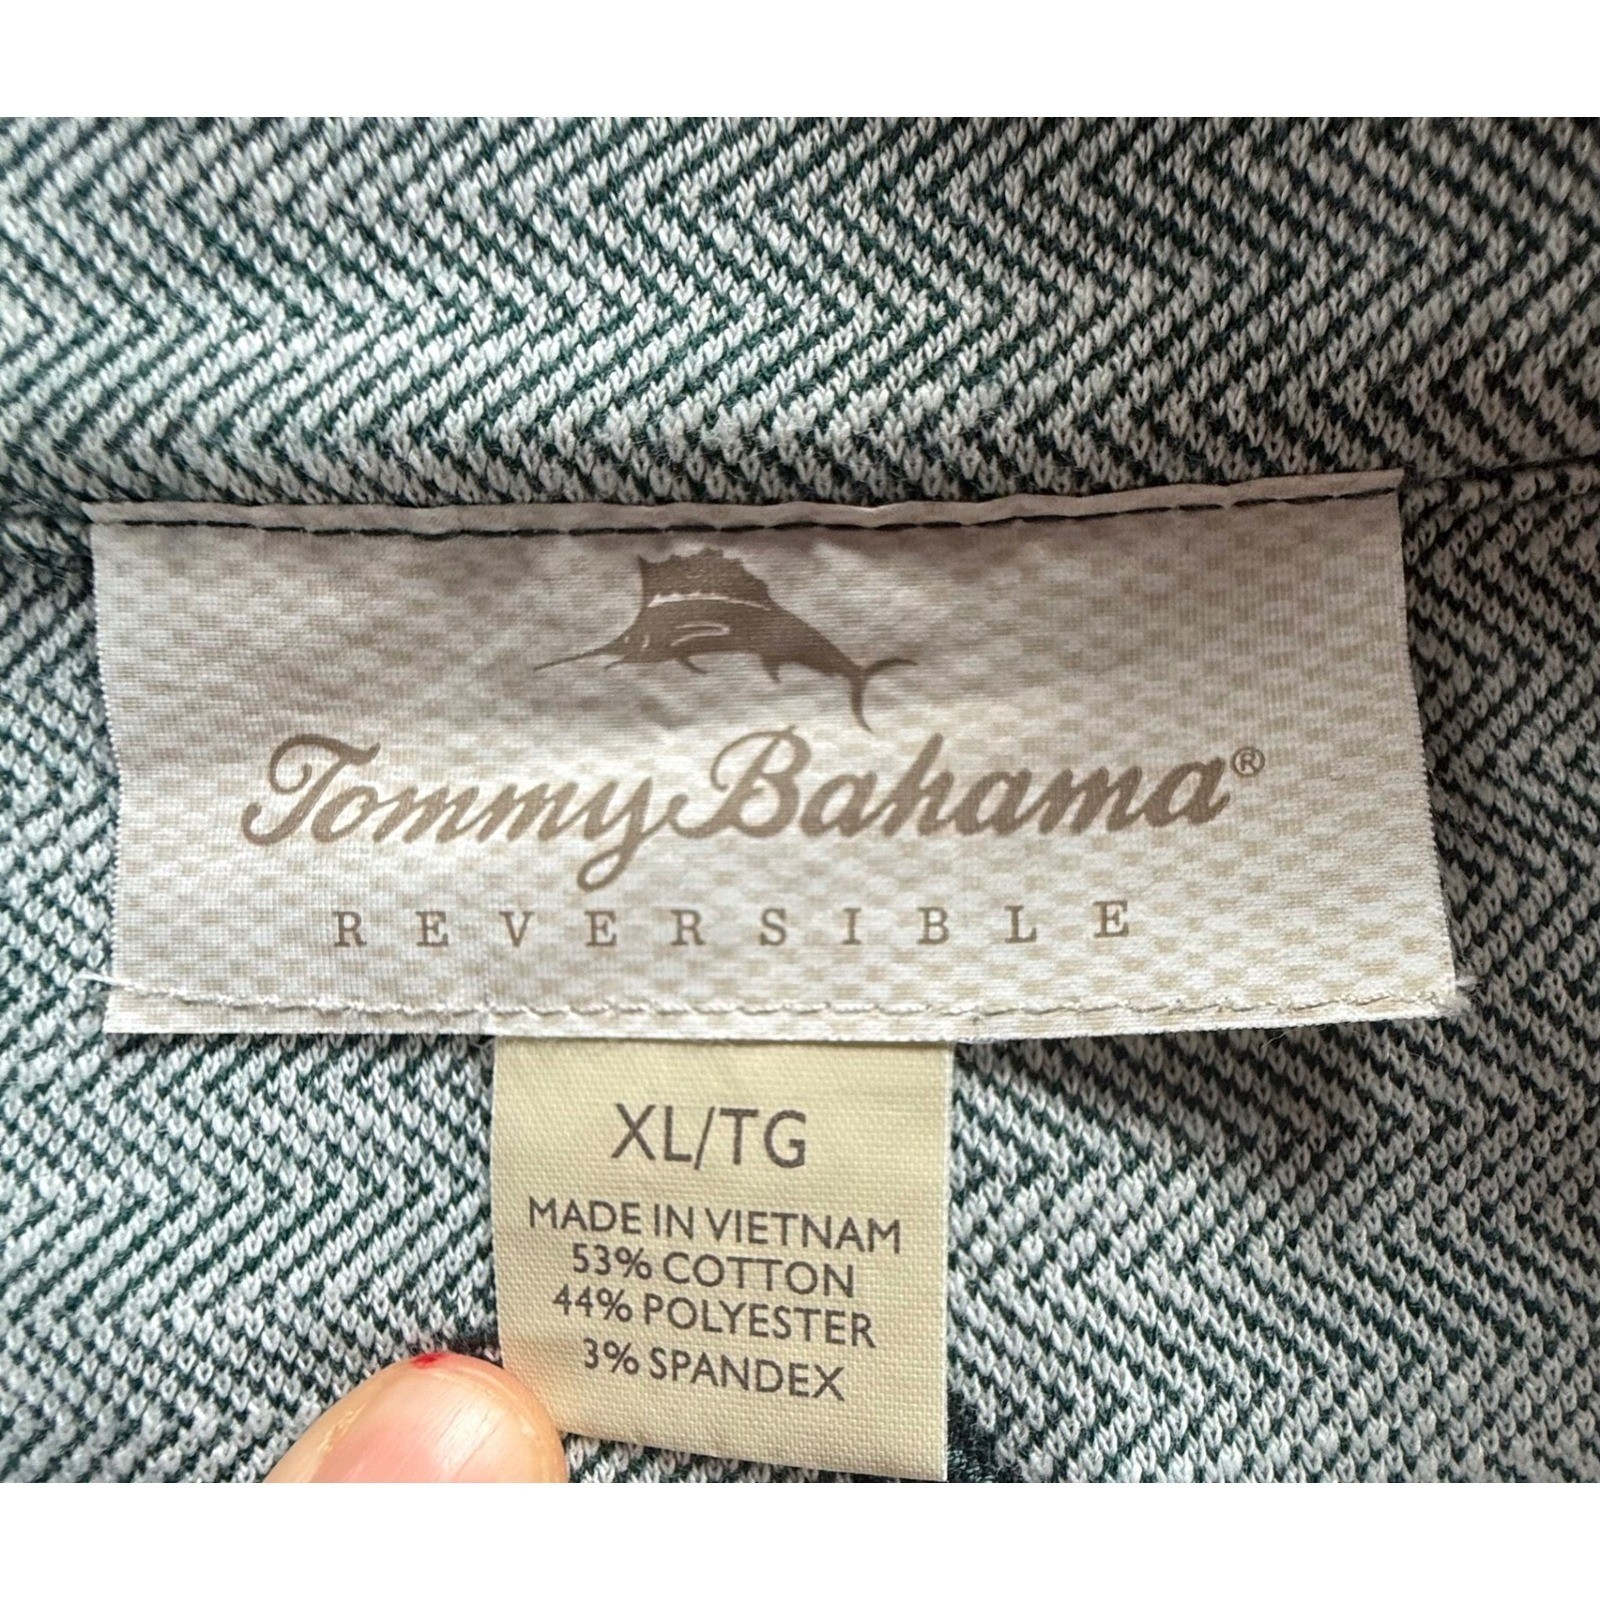 Tommy Bahama®
REVERSIBLE
XL/TG
MADE IN VIETNAM
53% COTTON
44% POLYESTER
3% SPANDEX